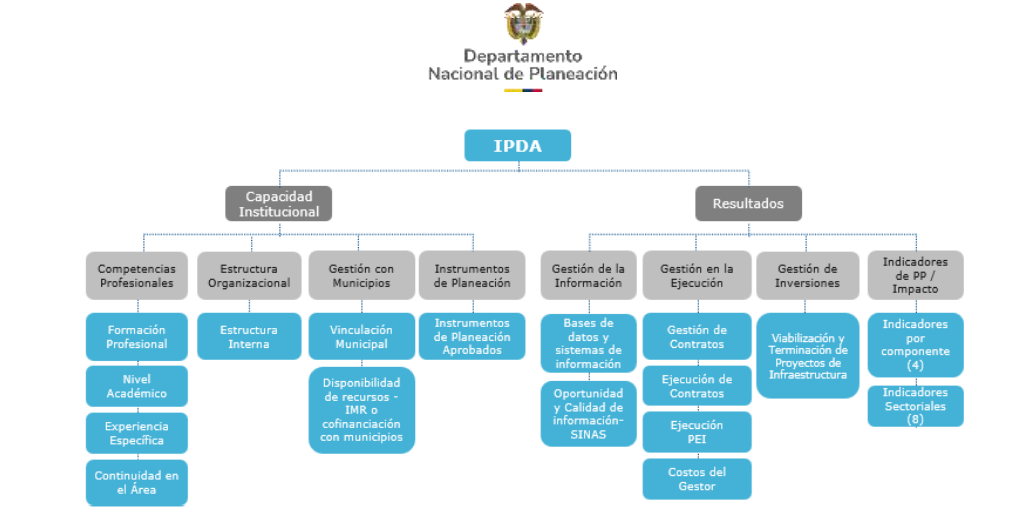 Departamento
Nacional de Planeación
IPDA
Capacidad
Institucional
Resultados
Competencias
Profesionales
Estructura
Organizacional
Gestión con
Municipios
Instrumentos
de Planeación
Gestión de la
Información
Gestión en la
Ejecución
Gestión de
Inversiones
Indicadores
de PP /
Impacto
Formación
Profesional
Nivel
Académico
Experiencia
Específica
Continuidad en
el Área
Estructura
Interna
Vinculación
Municipal
Disponibilidad
de recursos -
IMR o
cofinanciación
con municipios
Instrumentos
de Planeación
Aprobados
Bases de
datos y
sistemas de
información
Oportunidad
y Calidad de
información-
SINAS
Gestión de
Contratos
Ejecución de
Contratos
Ejecución
PEI
Costos del
Gestor
Viabilización y
Terminación de
Proyectos de
Infraestructura
Indicadores
por
componente
(4)
Indicadores
Sectoriales
(8)